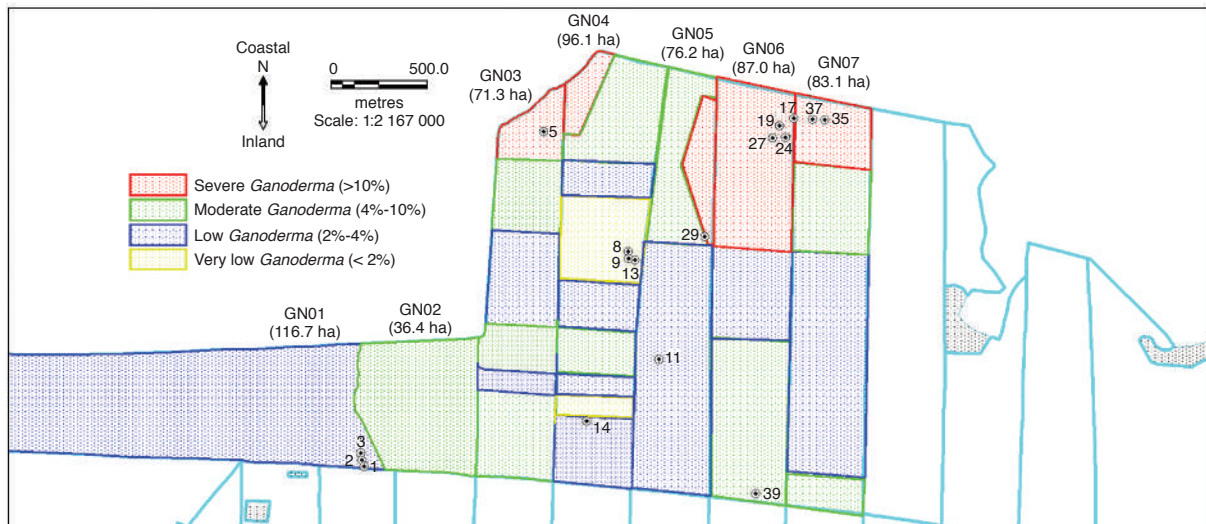 Coastal
N
Inland
0 500.0
metres
Scale: 1:2 167 000
GN04
(96.1 ha)
GN03
(71.3 ha)
GN05
(76.2 ha)
GN06
(87.0 ha)
GN07
(83.1 ha)
Severe Ganoderma (>10%)
Moderate Ganoderma (4%-10%)
Low Ganoderma (2%-4%)
Very low Ganoderma (< 2%)
GN01
(116.7 ha)
GN02
(36.4 ha)
5
17
37
35
19
27
24
29
8
9
13
11
14
3
2
1
39